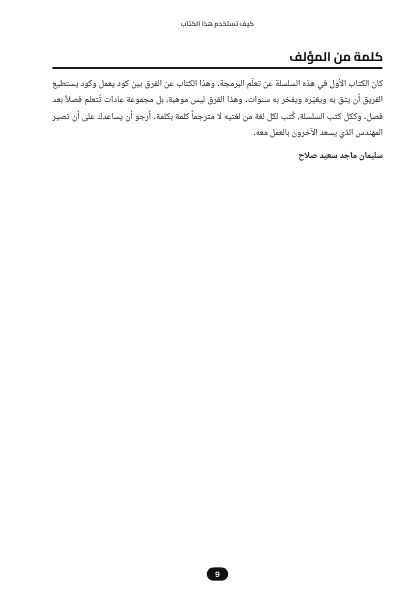 كيف تستخدم هذا الكتاب
كلمة من المؤلف
كان الكتاب الأول في هذه السلسلة عن تعلّم البرمجة. وهذا الكتاب عن الفرق بين كود يعمل وكود يستطيع
الفريق أن يثق به ويغيّره ويفخر به سنوات. وهذا الفرق ليس موهبة، بل مجموعة عادات تُتعلم فصلاً بعد
فصل. وككل كتب السلسلة، كُتب لكل لغة من لغتيه لا مترجماً كلمة بكلمة. أرجو أن يساعدك على أن تصير
المهندس الذي يسعد الآخرون بالعمل معه.
سليمان ماجد سعيد صلاح
9